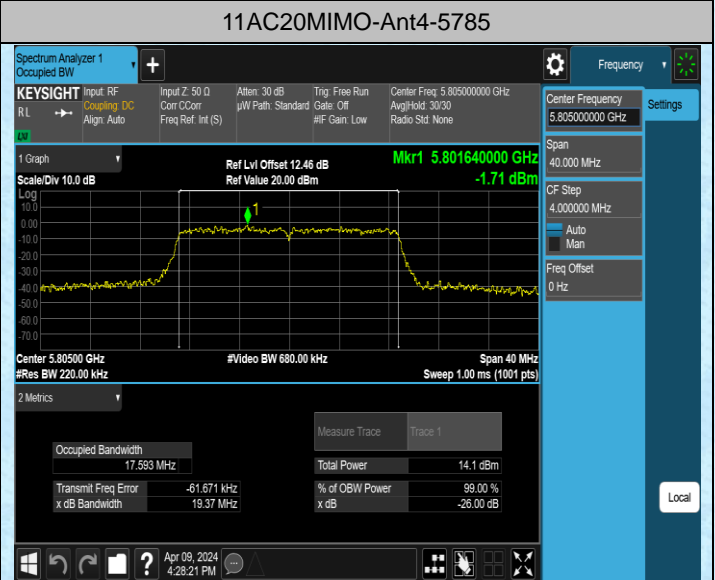 11AC20MIMO-Ant4-5785
Spectrum Analyzer 1
Occupied BW
Frequency
KEYSIGHT
RL
Input: RF
Coupling: DC
Align: Auto
Input Z: 50 Ω
Corr CCorr
Freq Ref: Int (S)
Atten: 30 dB
µW Path: Standard
Trig: Free Run
Gate: Off
#IF Gain: Low
Center Freq: 5.805000000 GHz
Avg|Hold: 30/30
Radio Std: None
Center Frequency
5.805000000 GHz
Settings
Span
40.000 MHz
CF Step
4.000000 MHz
Auto
Man
Freq Offset
0 Hz
1 Graph
Scale/Div 10.0 dB
Ref Lvl Offset 12.46 dB
Ref Value 20.00 dBm
Mkr1 5.801640000 GHz
-1.71 dBm
Log
10.0
0.00
-10.0
-20.0
-30.0
-40.0
-50.0
-60.0
-70.0
1
Center 5.80500 GHz
#Res BW 220.00 kHz
#Video BW 680.00 kHz
Span 40 MHz
Sweep 1.00 ms (1001 pts)
2 Metrics
Measure Trace
Trace 1
Occupied Bandwidth
17.593 MHz
Total Power
14.1 dBm
Transmit Freq Error
-61.671 kHz
% of OBW Power
99.00 %
x dB Bandwidth
19.37 MHz
x dB
-26.00 dB
Local
Apr 09, 2024
4:28:21 PM